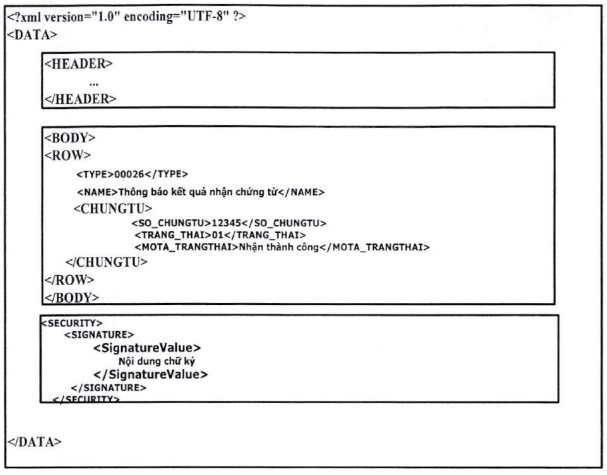 <?xml version="1.0" encoding="UTF-8" ?>
<DATA>
<HEADER>
...
</HEADER>
<BODY>
<ROW>
<TYPE>00026</TYPE>
<NAME>Thông báo kết quả nhận chứng từ</NAME>
<CHUNGTU>
<SO_CHUNGTU>12345</SO_CHUNGTU>
<TRANG_THAI>01</TRANG_THAI>
<MOTA_TRANGTHAI>Nhận thành công</MOTA_TRANGTHAI>
</CHUNGTU>
</ROW>
</BODY>
<SECURITY>
<SIGNATURE>
<SignatureValue>
Nội dung chữ ký
</SignatureValue>
</SIGNATURE>
</SECURITY>
</DATA>